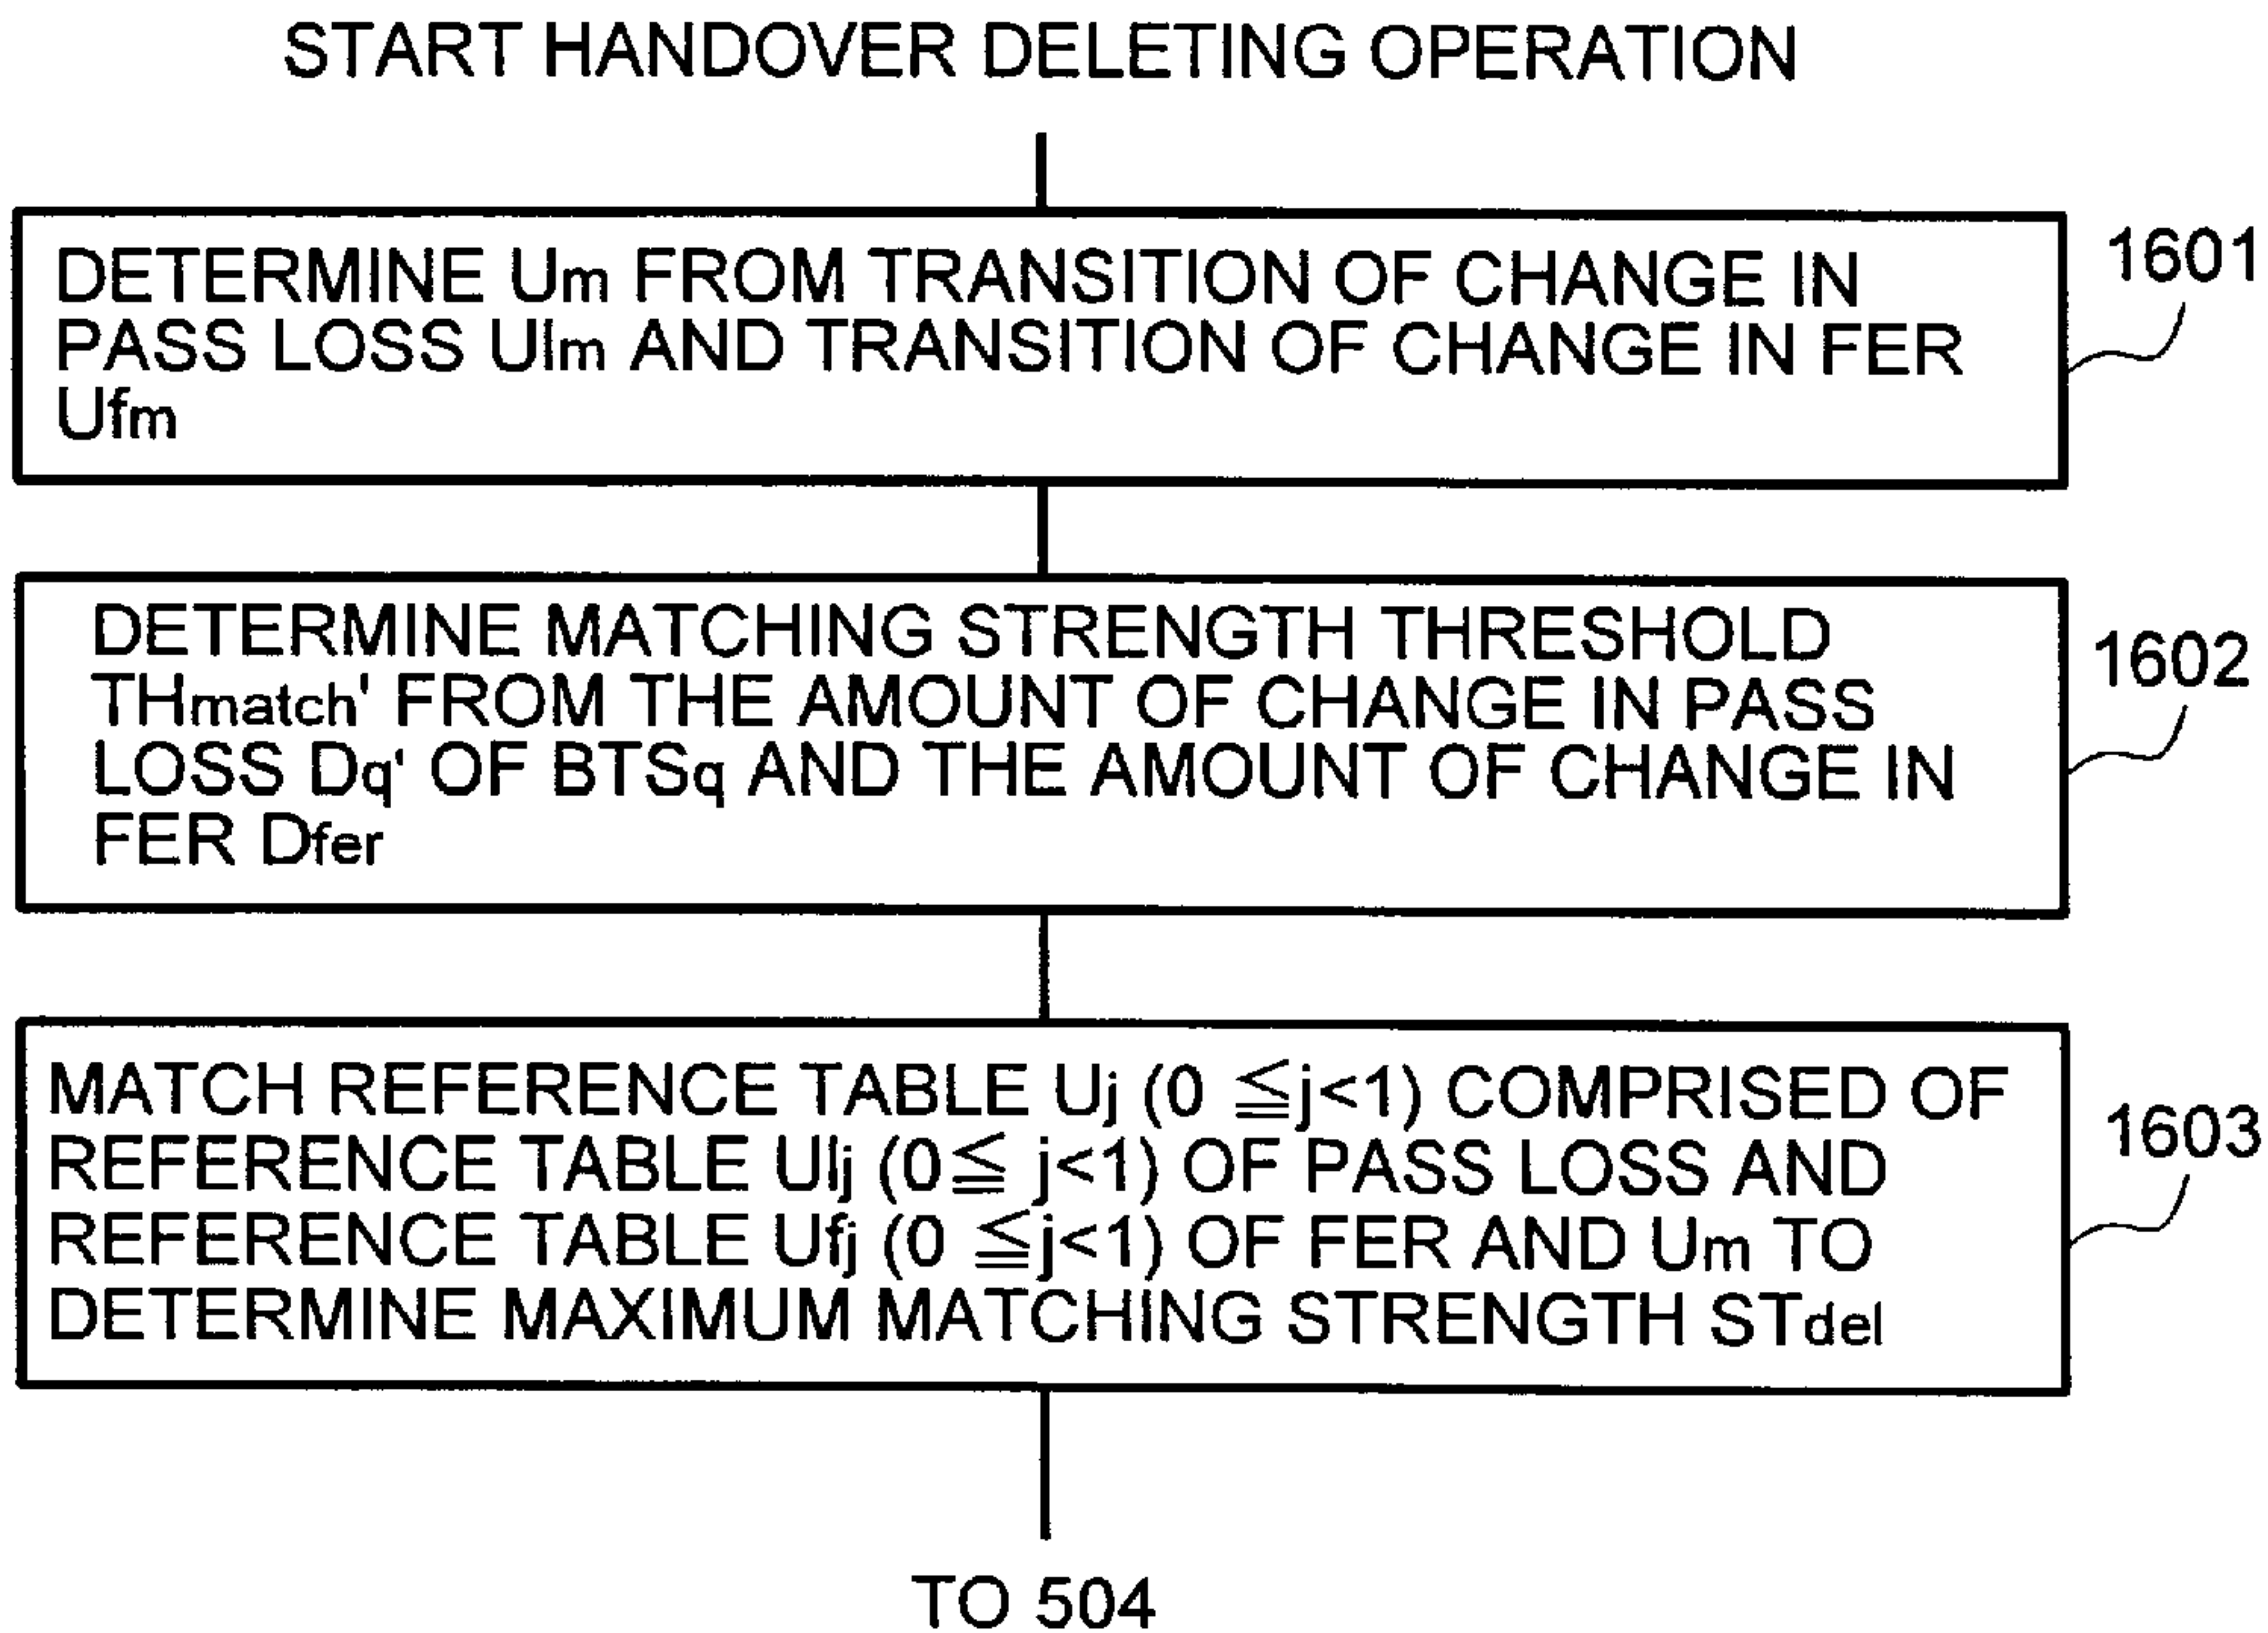 START HANDOVER DELETING OPERATION
DETERMINE Um FROM TRANSITION OF CHANGE IN
PASS LOSS Ulm AND TRANSITION OF CHANGE IN FER
Ufm
1601
DETERMINE MATCHING STRENGTH THRESHOLD
THmatch' FROM THE AMOUNT OF CHANGE IN PASS
LOSS Dq' OF BTSq AND THE AMOUNT OF CHANGE IN
FER Dfer
1602
MATCH REFERENCE TABLE Uj (0 ≦j<1) COMPRISED OF
REFERENCE TABLE Ulj (0≦ j<1) OF PASS LOSS AND
REFERENCE TABLE Ufj (0 ≦j<1) OF FER AND Um TO
DETERMINE MAXIMUM MATCHING STRENGTH STdel
1603
TO 504